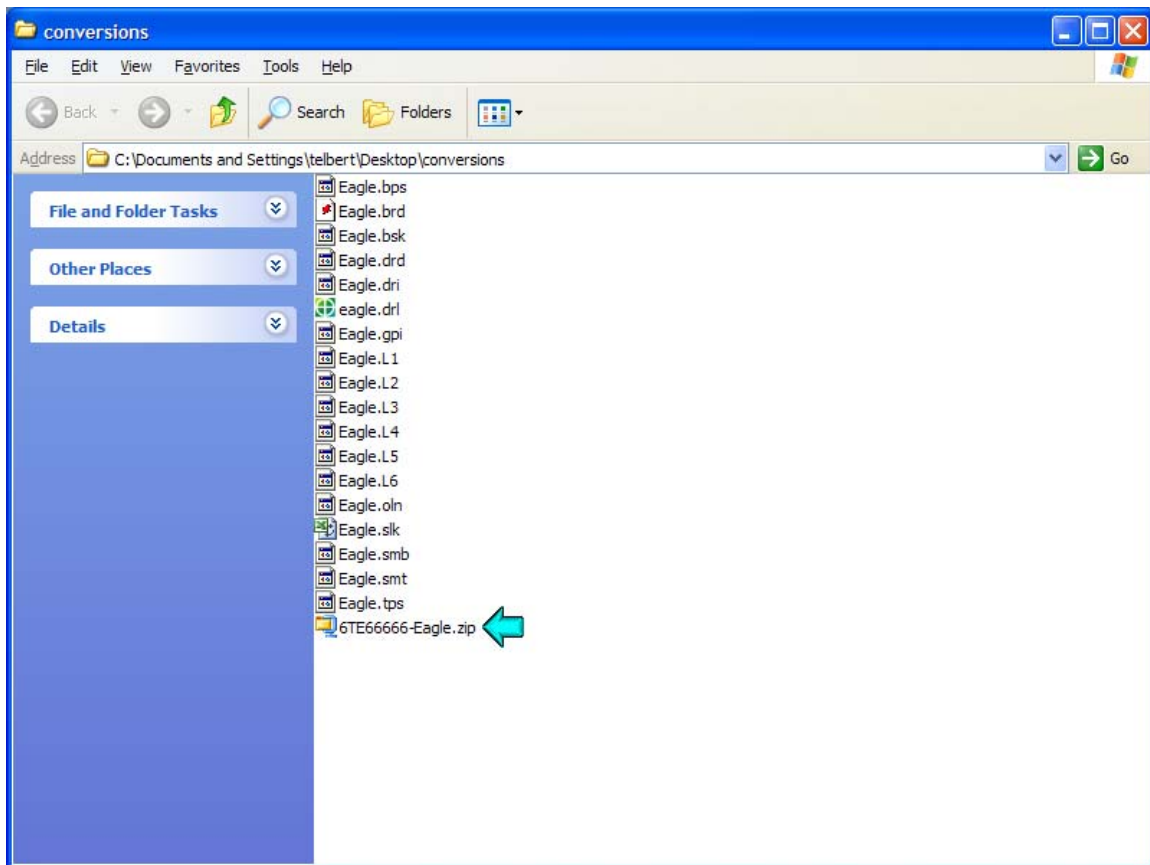 conversions
File Edit View Favorites Tools Help
Back Search Folders
Address C:\Documents and Settings\telbert\Desktop\conversions Go
File and Folder Tasks
Other Places
Details
Eagle.bps
Eagle.brd
Eagle.bsk
Eagle.drd
Eagle.dri
eagle.drl
Eagle.gpi
Eagle.L1
Eagle.L2
Eagle.L3
Eagle.L4
Eagle.L5
Eagle.L6
Eagle.oln
Eagle.slk
Eagle.smb
Eagle.smt
Eagle.tps
6TE66666-Eagle.zip